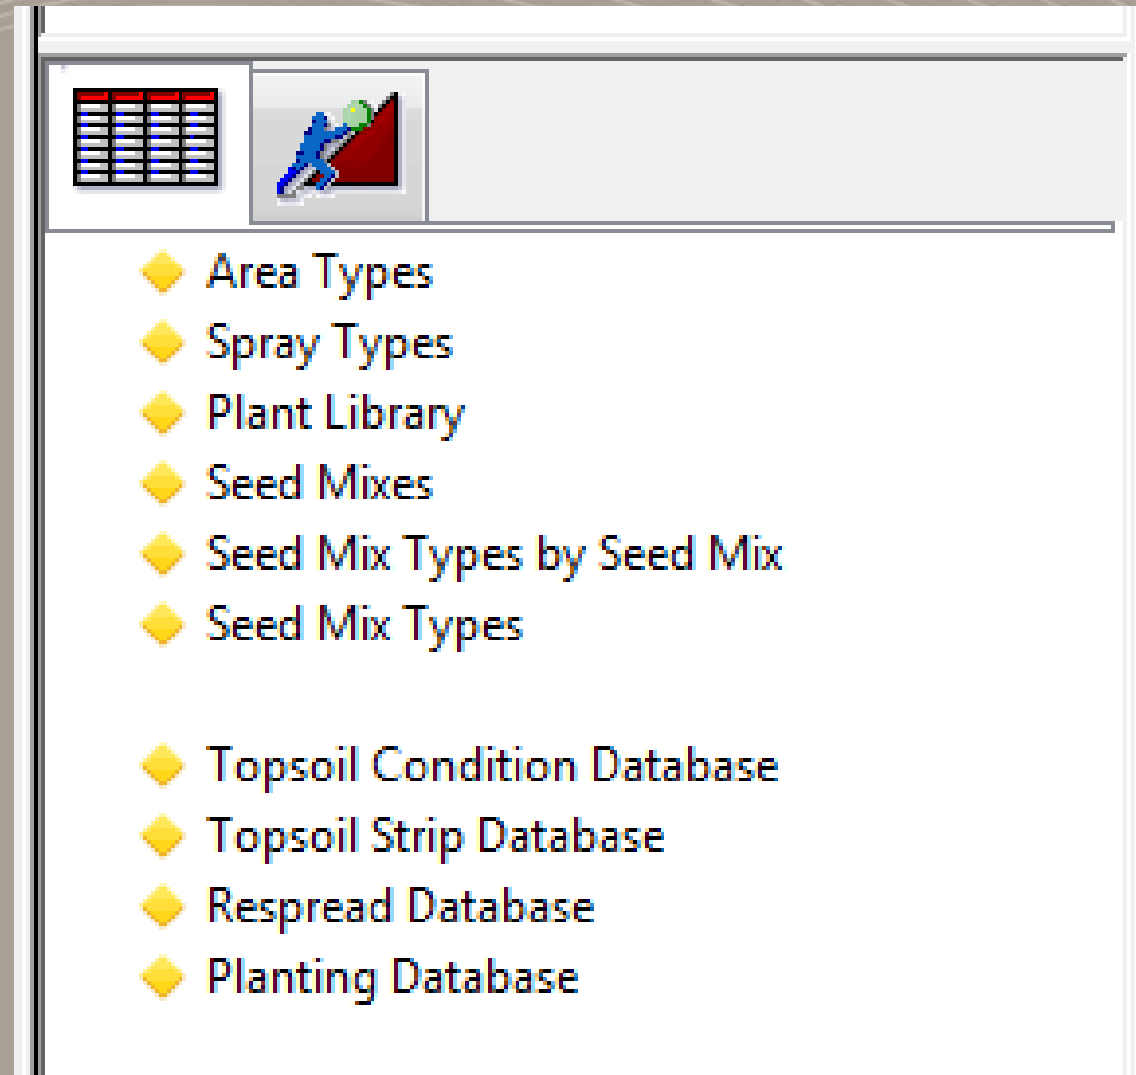 Area Types
Spray Types
Plant Library
Seed Mixes
Seed Mix Types by Seed Mix
Seed Mix Types
Topsoil Condition Database
Topsoil Strip Database
Respread Database
Planting Database